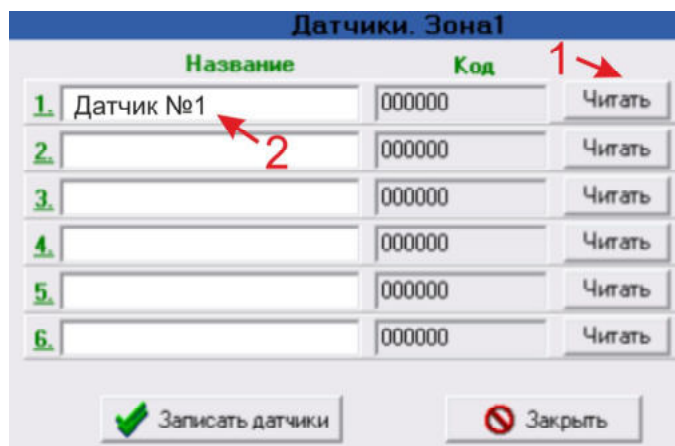 Датчики. Зона1
Название Код 1
1. Датчик №1 000000 Читать
2
2. 000000 Читать
3. 000000 Читать
4. 000000 Читать
5. 000000 Читать
6. 000000 Читать
Записать датчики Закрыть